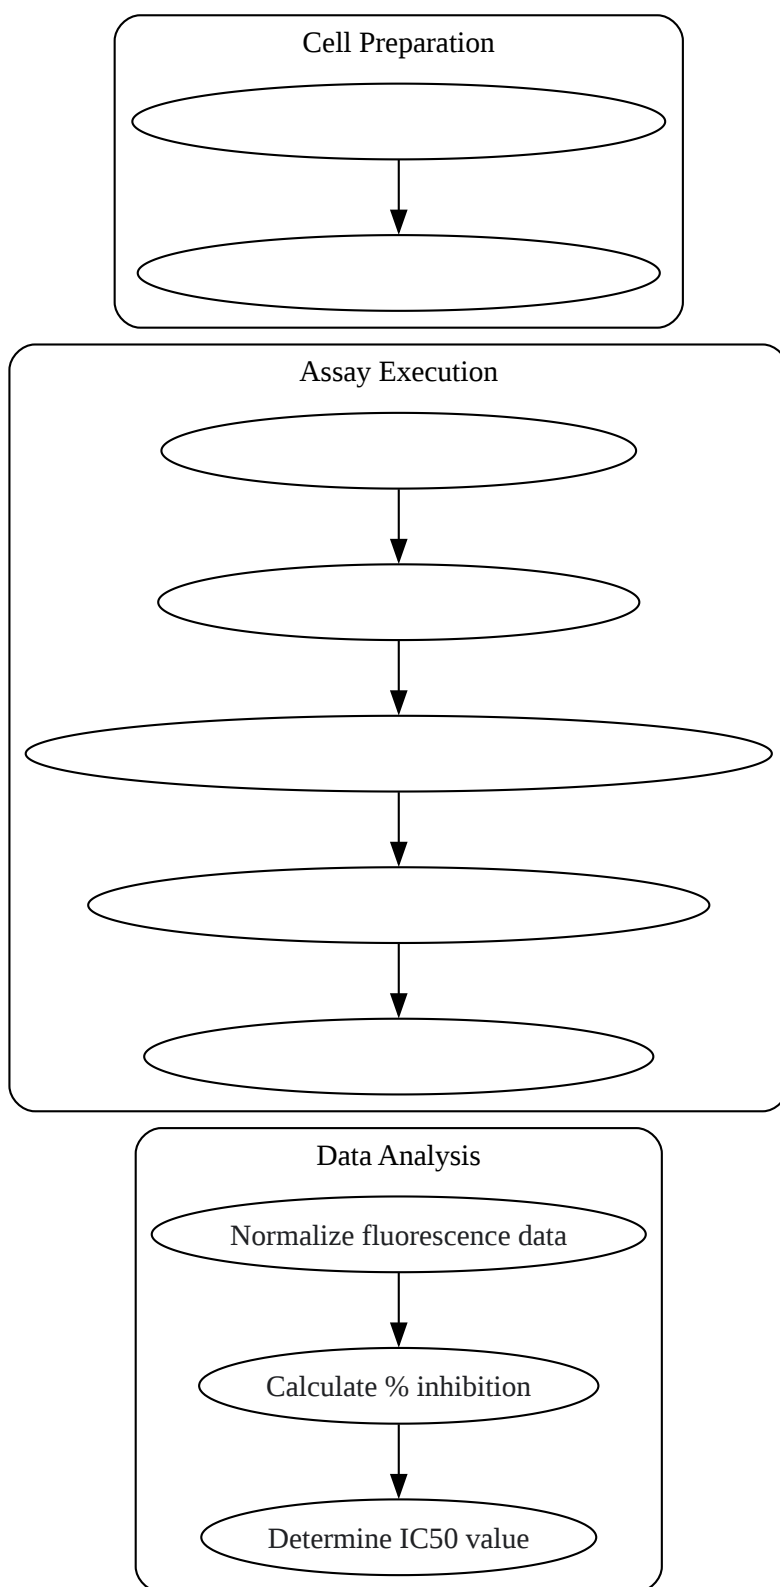 Cell Preparation
Assay Execution
Data Analysis
Normalize fluorescence data
Calculate % inhibition
Determine IC50 value